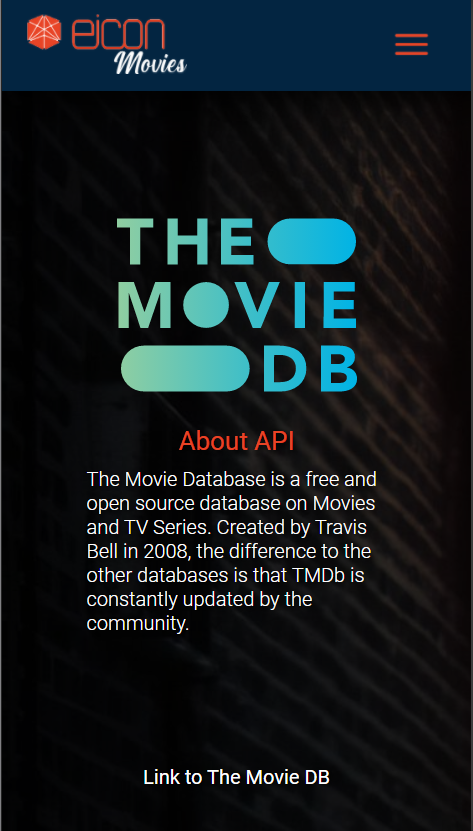 eicon
Movies
THE
MOVIE
DB
About API
The Movie Database is a free and
open source database on Movies
and TV Series. Created by Travis
Bell in 2008, the difference to the
other databases is that TMDb is
constantly updated by the
community.
Link to The Movie DB